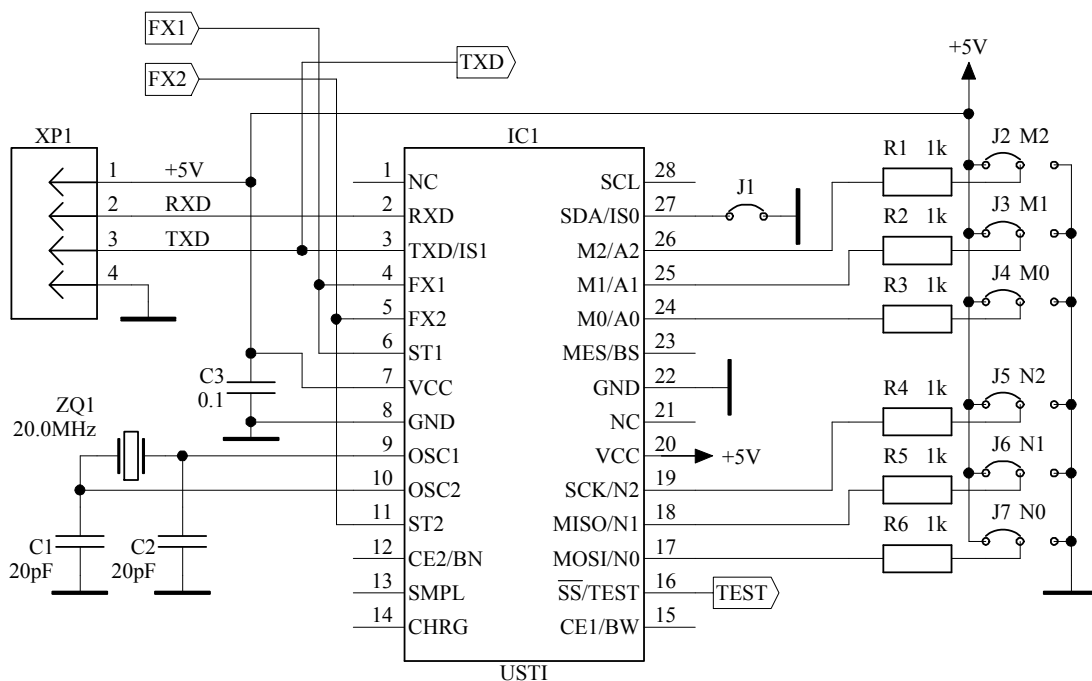 FX1
TXD
+5V
FX2
XP1
IC1
J2 M2
R1 1k
1 +5V
1 NC
SCL 28
J1
J3 M1
2 RXD
2 RXD
SDA/IS0 27
R2 1k
3 TXD
3 TXD/IS1
M2/A2 26
J4 M0
4
4 FX1
M1/A1 25
R3 1k
5 FX2
M0/A0 24
6 ST1
MES/BS 23
C3
0.1
7 VCC
GND 22
J5 N2
R4 1k
ZQ1
20.0MHz
8 GND
NC 21
9 OSC1
VCC 20
+5V
J6 N1
R5 1k
10 OSC2
SCK/N2 19
11 ST2
MISO/N1 18
J7 N0
R6 1k
C1
20pF
C2
20pF
12 CE2/BN
MOSI/N0 17
13 SMPL
SS/TEST 16
TEST
14 CHRG
CE1/BW 15
USTI